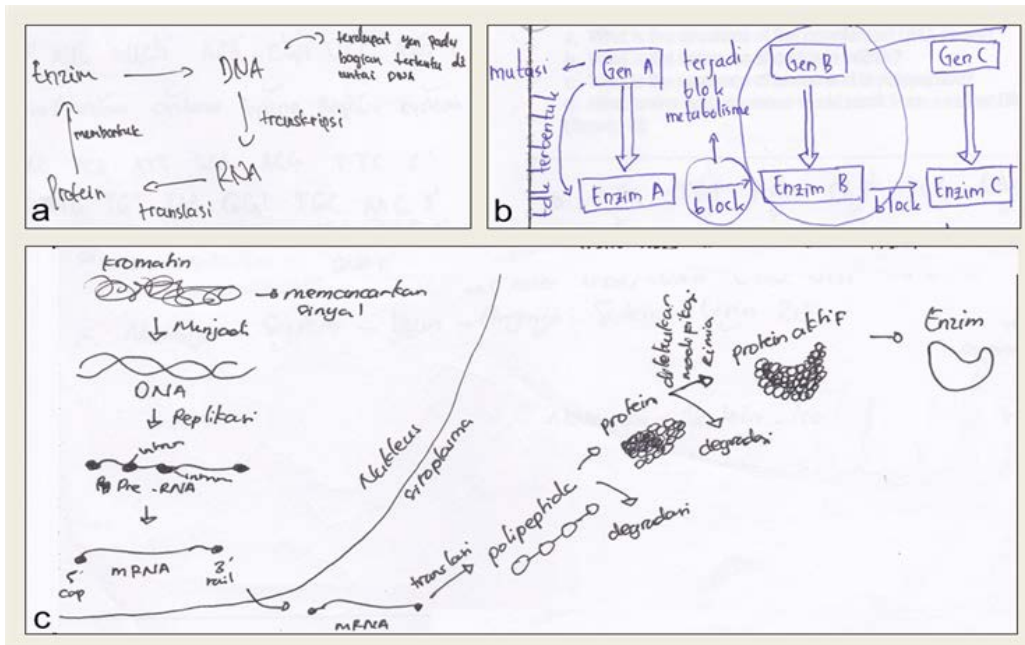 Enzim
DNA
terdapat gen pada
bagian tertentu di
untai DNA
transkripsi
RNA
translasi
Protein
membentuk
a
mutasi
Gen A
terjadi
blok
metabolisme
Gen B
Gen C
tak terbentuk
Enzim A
block
Enzim B
block
Enzim C
b
kromatin
memancarkan
sinyal
Menjadi
DNA
Replikasi
intron
Pre-RNA
mRNA
5'
cap
3'
tail
Nukleus
sitoplasma
mRNA
translasi
polipeptida
degradasi
protein
degradasi
dilakukan
modifikasi
kimia
protein aktif
Enzim
c